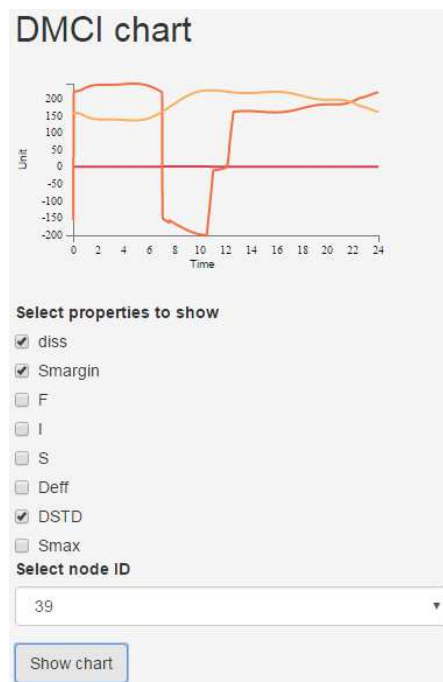 DMCI chart
200
150
100
50
0
-50
-100
-150
-200
Unit
0 2 4 6 8 10 12 14 16 18 20 22 24
Time
Select properties to show
diss
Smargin
F
I
S
Deff
DSTD
Smax
Select node ID
39
Show chart